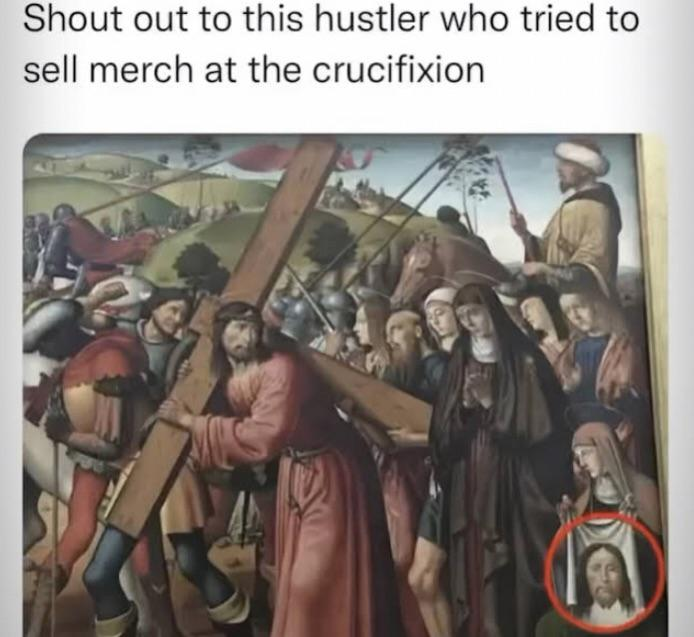 Shout out to this hustler who tried to
sell merch at the crucifixion